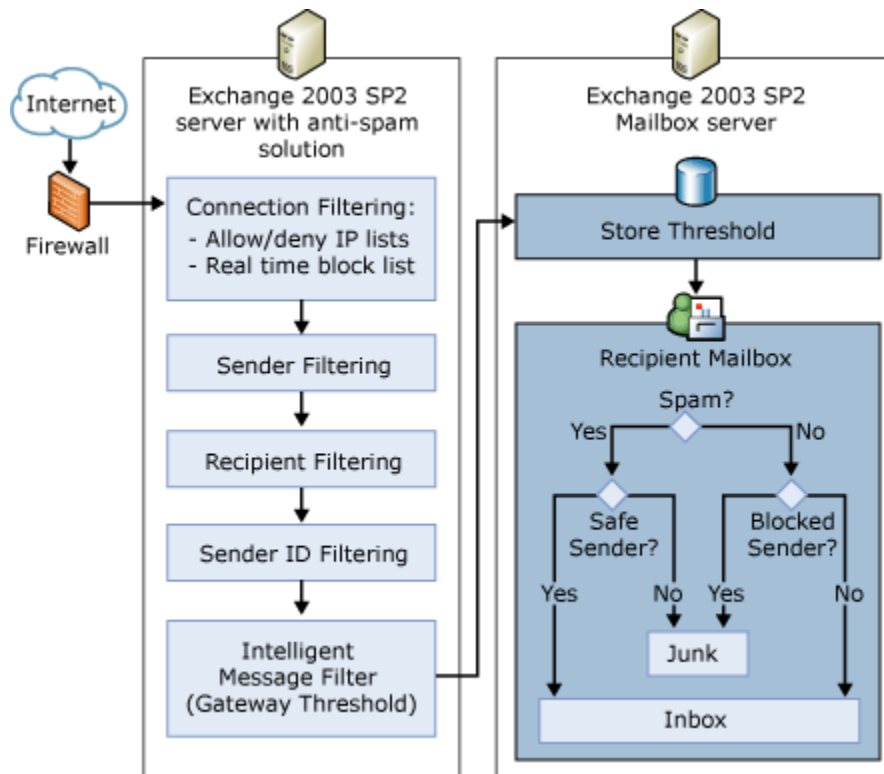 Internet
Firewall
Exchange 2003 SP2
server with anti-spam
solution
Connection Filtering:
- Allow/deny IP lists
- Real time block list
Sender Filtering
Recipient Filtering
Sender ID Filtering
Intelligent
Message Filter
(Gateway Threshold)
Exchange 2003 SP2
Mailbox server
Store Threshold
Recipient Mailbox
Spam?
Yes
No
Safe
Sender?
Blocked
Sender?
Yes
No
Yes
No
Junk
Inbox